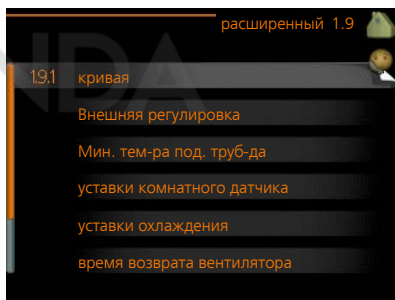 расширенный 1.9
1.9.1 кривая
Внешняя регулировка
Мин. тем-ра под. труб-да
уставки комнатного датчика
уставки охлаждения
время возврата вентилятора